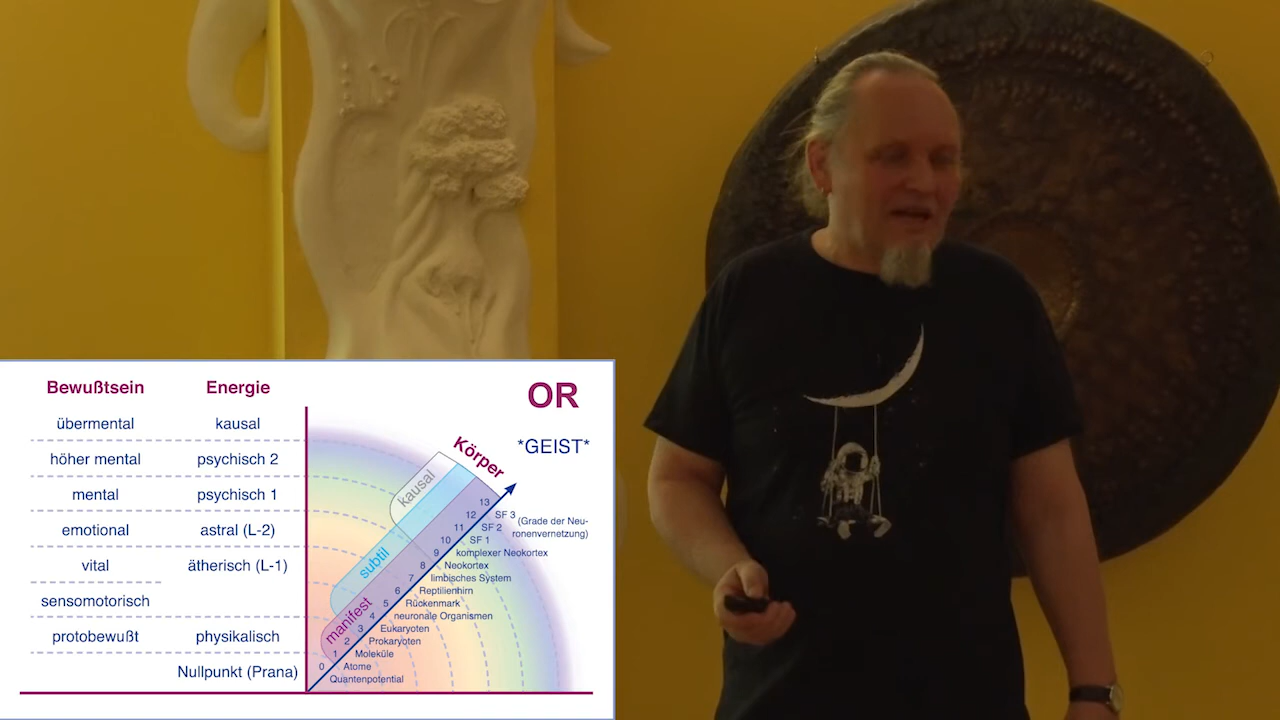 Bewußtsein Energie
OR
übermental kausal
*GEIST*
höher mental psychisch 2
mental psychisch 1
emotional astral (L-2)
vital ätherisch (L-1)
sensomotorisch
protobewußt physikalisch
Nullpunkt (Prana)
Körper
kausal
subtil
manifest
13
12 SF 3
(Grade der Neu-
ronenvernetzung)
11 SF 2
10 SF 1
9 komplexer Neokortex
8 Neokortex
7 limbisches System
6 Reptilienhirn
5 Rückenmark
4 neuronale Organismen
3 Eukaryoten
2 Prokaryoten
1 Moleküle
0 Atome
Quantenpotential